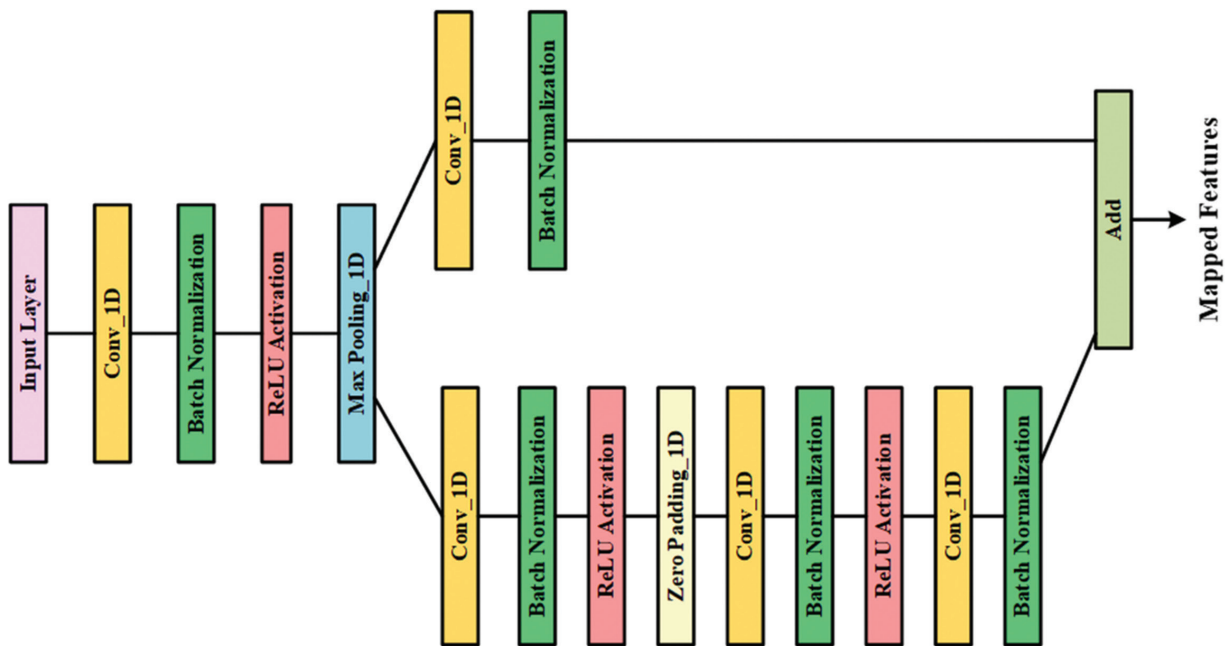 Input Layer
Conv_1D
Batch Normalization
ReLU Activation
Max Pooling_1D
Conv_1D
Batch Normalization
Conv_1D
Batch Normalization
ReLU Activation
Zero Padding_1D
Conv_1D
Batch Normalization
ReLU Activation
Conv_1D
Batch Normalization
Add
Mapped Features